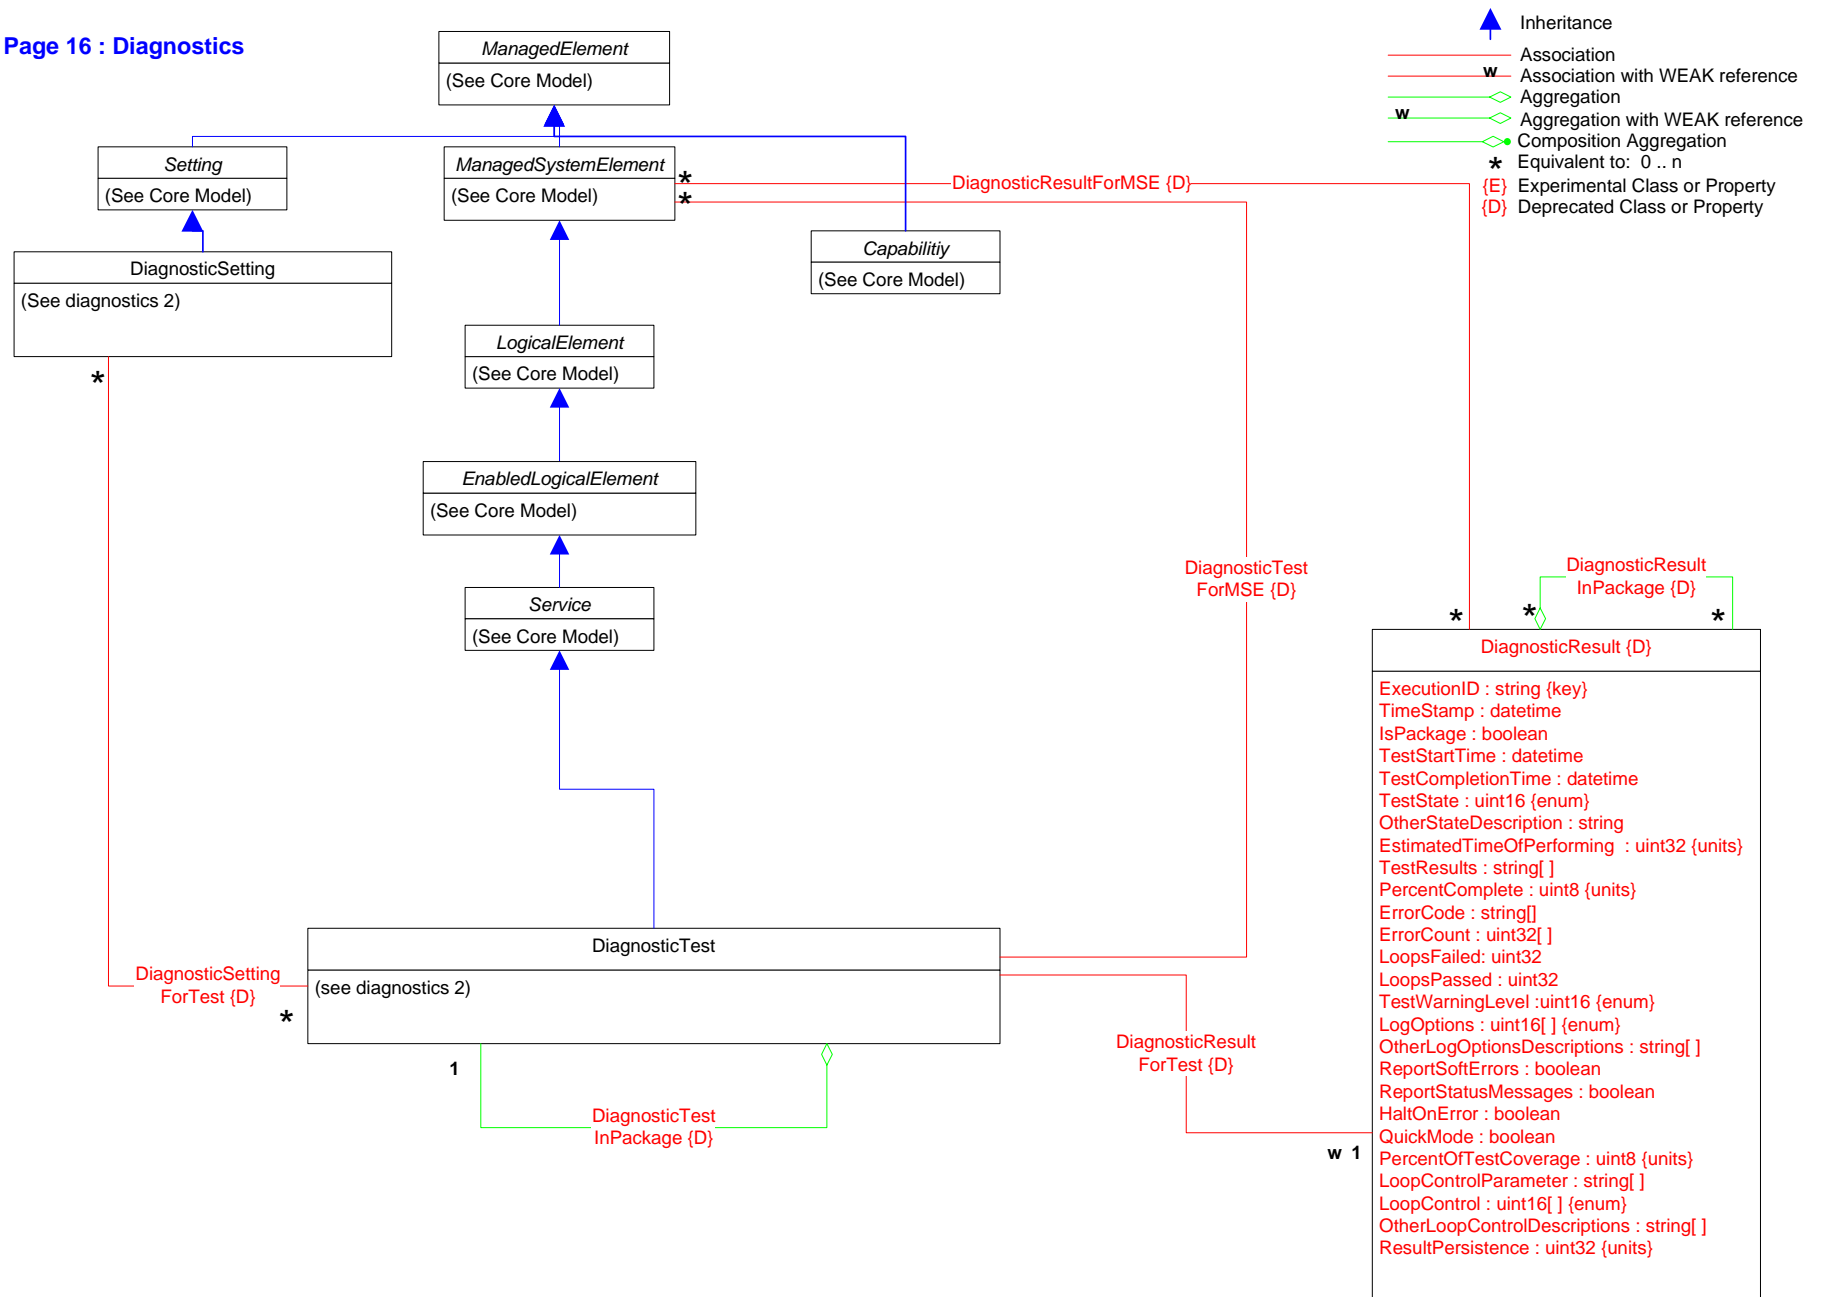 Page 16 : Diagnostics
Inheritance
Association
w
Association with WEAK reference
Aggregation
w
Aggregation with WEAK reference
Composition Aggregation
* Equivalent to: 0 .. n
{E} Experimental Class or Property
{D} Deprecated Class or Property
ManagedElement
(See Core Model)
Setting
(See Core Model)
ManagedSystemElement
(See Core Model)
*
*
DiagnosticResultForMSE {D}
Capabilitiy
(See Core Model)
DiagnosticSetting
(See diagnostics 2)
*
LogicalElement
(See Core Model)
EnabledLogicalElement
(See Core Model)
Service
(See Core Model)
DiagnosticTest
ForMSE {D}
DiagnosticResult
InPackage {D}
*
*
*
DiagnosticResult {D}
ExecutionID : string {key}
TimeStamp : datetime
IsPackage : boolean
TestStartTime : datetime
TestCompletionTime : datetime
TestState : uint16 {enum}
OtherStateDescription : string
EstimatedTimeOfPerforming : uint32 {units}
TestResults : string[ ]
PercentComplete : uint8 {units}
ErrorCode : string[]
ErrorCount : uint32[ ]
LoopsFailed: uint32
LoopsPassed : uint32
TestWarningLevel :uint16 {enum}
LogOptions : uint16[ ] {enum}
OtherLogOptionsDescriptions : string[ ]
ReportSoftErrors : boolean
ReportStatusMessages : boolean
HaltOnError : boolean
QuickMode : boolean
PercentOfTestCoverage : uint8 {units}
LoopControlParameter : string[ ]
LoopControl : uint16[ ] {enum}
OtherLoopControlDescriptions : string[ ]
ResultPersistence : uint32 {units}
DiagnosticTest
(see diagnostics 2)
DiagnosticSetting
ForTest {D}
*
1
DiagnosticTest
InPackage {D}
DiagnosticResult
ForTest {D}
w 1